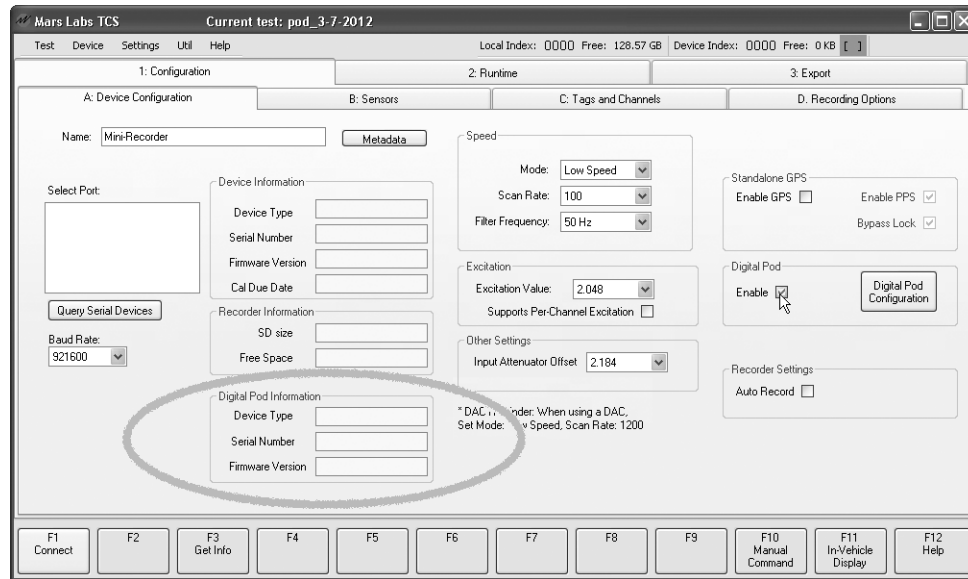 Mars Labs TCS Current test: pod_3-7-2012
Test Device Settings Util Help Local Index: 0000 Free: 128.57 GB Device Index: 0000 Free: 0 KB [ ]
1: Configuration 2: Runtime 3: Export
A: Device Configuration B: Sensors C: Tags and Channels D. Recording Options
Name: Mini-Recorder Metadata
Select Port:
Query Serial Devices
Baud Rate:
921600
Device Information
Device Type
Serial Number
Firmware Version
Cal Due Date
Recorder Information
SD size
Free Space
Digital Pod Information
Device Type
Serial Number
Firmware Version
Speed
Mode: Low Speed
Scan Rate: 100
Filter Frequency: 50 Hz
Excitation
Excitation Value: 2.048
Supports Per-Channel Excitation
Other Settings
Input Attenuator Offset 2.184
* DAC : When using a DAC,
Set Mode: Speed, Scan Rate: 1200
Standalone GPS
Enable GPS Enable PPS
Bypass Lock
Digital Pod
Enable
Digital Pod
Configuration
Recorder Settings
Auto Record
F1 F2 F3 F4 F5 F6 F7 F8 F9 F10 F11 F12
Connect Get Info Manual In-Vehicle Help
Command Display